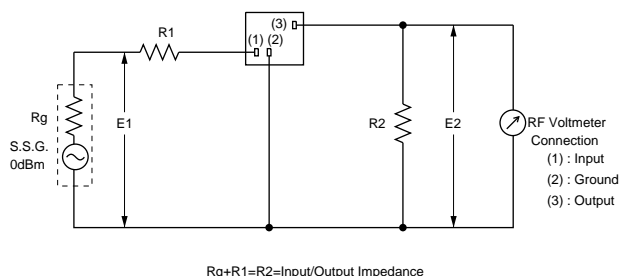 R1
(3)
(1) (2)
Rg
S.S.G.
0dBm
E1
R2
E2
RF Voltmeter
Connection
(1) : Input
(2) : Ground
(3) : Output
Rg+R1=R2=Input/Output Impedance